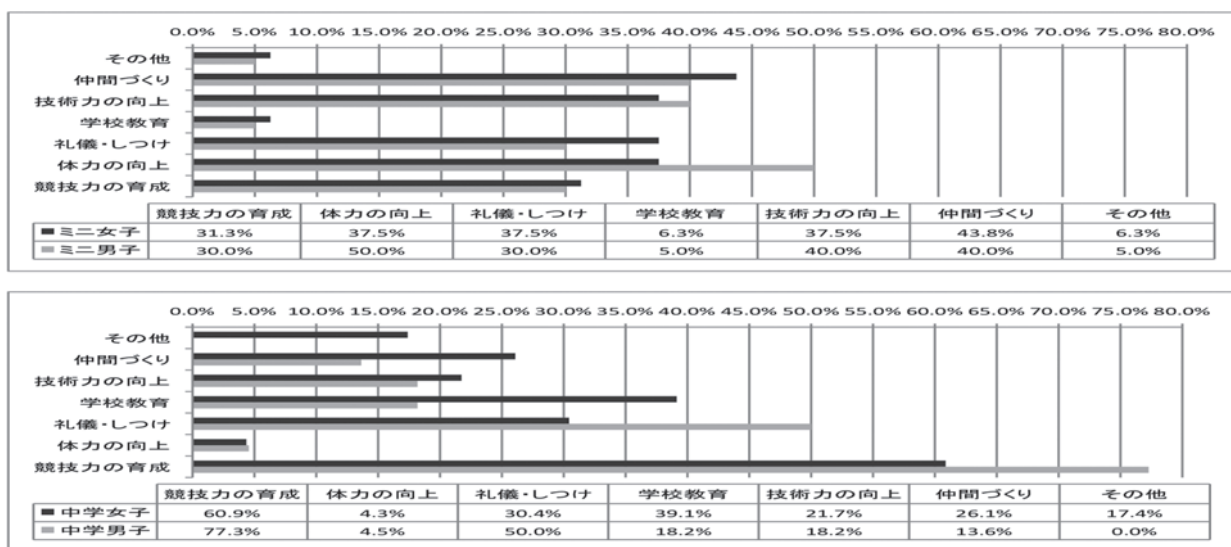 0.0% 5.0% 10.0% 15.0% 20.0% 25.0% 30.0% 35.0% 40.0% 45.0% 50.0% 55.0% 60.0% 65.0% 70.0% 75.0% 80.0%
その他
仲間づくり
技術力の向上
学校教育
礼儀・しつけ
体力の向上
競技力の育成
競技力の育成 体力の向上 礼儀・しつけ 学校教育 技術力の向上 仲間づくり その他
ミニ女子 31.3% 37.5% 37.5% 6.3% 37.5% 43.8% 6.3%
ミニ男子 30.0% 50.0% 30.0% 5.0% 40.0% 40.0% 5.0%
0.0% 5.0% 10.0% 15.0% 20.0% 25.0% 30.0% 35.0% 40.0% 45.0% 50.0% 55.0% 60.0% 65.0% 70.0% 75.0% 80.0%
その他
仲間づくり
技術力の向上
学校教育
礼儀・しつけ
体力の向上
競技力の育成
競技力の育成 体力の向上 礼儀・しつけ 学校教育 技術力の向上 仲間づくり その他
中学女子 60.9% 4.3% 30.4% 39.1% 21.7% 26.1% 17.4%
中学男子 77.3% 4.5% 50.0% 18.2% 18.2% 13.6% 0.0%